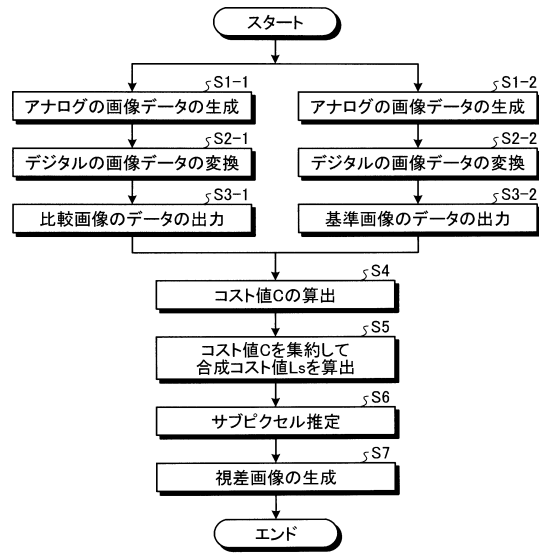 スタート
S1-1
アナログの画像データの生成
S1-2
アナログの画像データの生成
S2-1
デジタルの画像データの変換
S2-2
デジタルの画像データの変換
S3-1
比較画像のデータの出力
S3-2
基準画像のデータの出力
S4
コスト値Cの算出
S5
コスト値Cを集約して
合成コスト値Lsを算出
S6
サブピクセル推定
S7
視差画像の生成
エンド